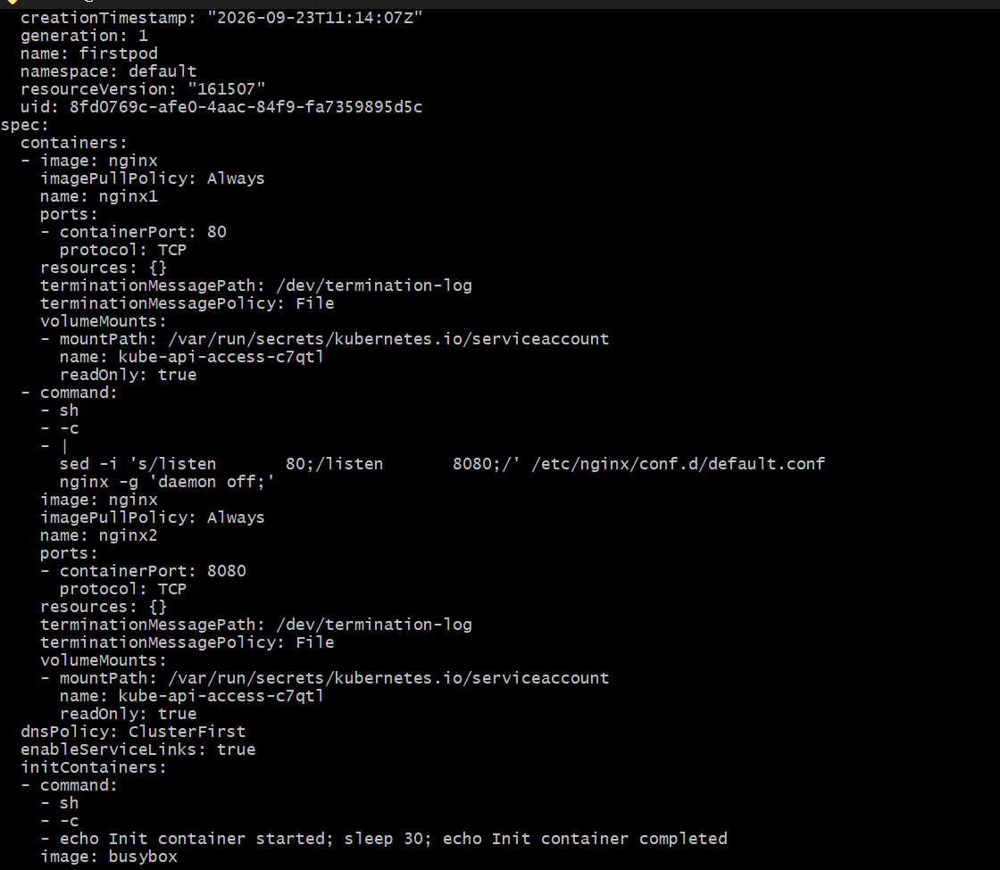 creationTimestamp: "2026-09-23T11:14:07Z"
  generation: 1
  name: firstpod
  namespace: default
  resourceVersion: "161507"
  uid: 8fd0769c-afe0-4aac-84f9-fa7359895d5c
spec:
  containers:
  - image: nginx
    imagePullPolicy: Always
    name: nginx1
    ports:
    - containerPort: 80
      protocol: TCP
    resources: {}
    terminationMessagePath: /dev/termination-log
    terminationMessagePolicy: File
    volumeMounts:
    - mountPath: /var/run/secrets/kubernetes.io/serviceaccount
      name: kube-api-access-c7qtl
      readOnly: true
  - command:
    - sh
    - -c
    - |
      sed -i 's/listen       80;/listen       8080;/' /etc/nginx/conf.d/default.conf
      nginx -g 'daemon off;'
    image: nginx
    imagePullPolicy: Always
    name: nginx2
    ports:
    - containerPort: 8080
      protocol: TCP
    resources: {}
    terminationMessagePath: /dev/termination-log
    terminationMessagePolicy: File
    volumeMounts:
    - mountPath: /var/run/secrets/kubernetes.io/serviceaccount
      name: kube-api-access-c7qtl
      readOnly: true
  dnsPolicy: ClusterFirst
  enableServiceLinks: true
  initContainers:
  - command:
    - sh
    - -c
    - echo Init container started; sleep 30; echo Init container completed
    image: busybox